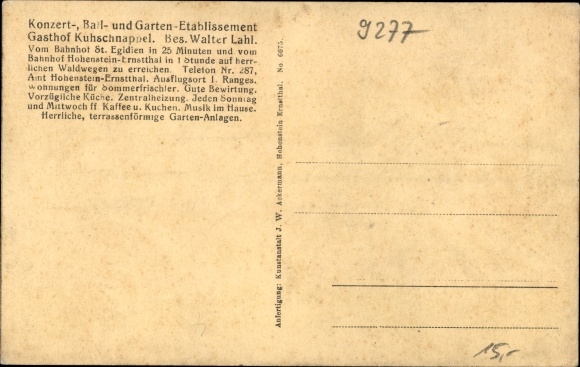 Konzert-, Ball- und Garten-Etablissement
Gasthof Kuhschnappel. Bes. Walter Lahl.
Vom Bahnhof St. Egidien in 25 Minuten und vom
Bahnhof Hohenstein-Ernstthal in 1 Stunde auf herr-
lichen Waldwegen zu erreichen. Telefon Nr. 287,
Amt Hohenstein-Ernstthal. Ausflugsort I. Ranges.
Wohnungen für Sommerfrischler. Gute Bewirtung.
Vorzügliche Küche. Zentralheizung. Jeden Sonntag
und Mittwoch ff. Kaffee u. Kuchen. Musik im Hause.
Herrliche, terrassenförmige Garten-Anlagen.
Anfertigung: Kunstanstalt J. W. Ackermann, Hohenstein Ernstthal. No. 6675.
9277
15,-